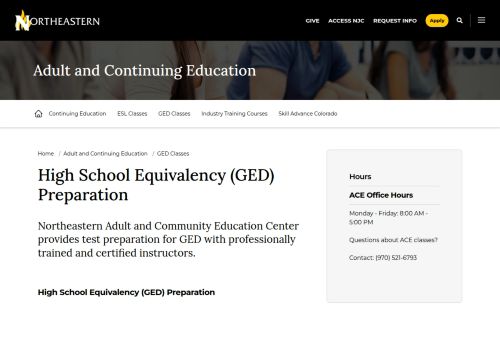 NORTHEASTERN
GIVE ACCESS NJC REQUEST INFO Apply
Adult and Continuing Education
Continuing Education ESL Classes GED Classes Industry Training Courses Skill Advance Colorado
Home / Adult and Continuing Education / GED Classes
High School Equivalency (GED)
Preparation
Northeastern Adult and Community Education Center
provides test preparation for GED with professionally
trained and certified instructors.
High School Equivalency (GED) Preparation
Hours
ACE Office Hours
Monday - Friday: 8:00 AM -
5:00 PM
Questions about ACE classes?
Contact: (970) 521-6793